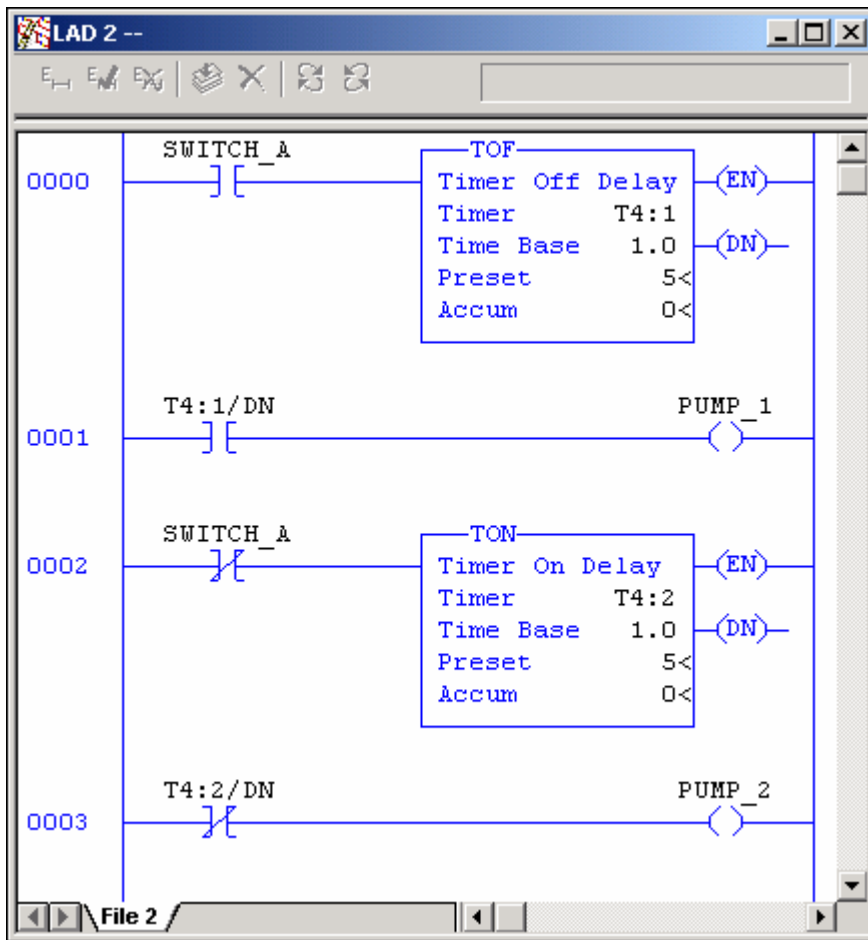 LAD 2 --
SWITCH_A
0000
TOF
Timer Off Delay (EN)
Timer T4:1
Time Base 1.0 (DN)
Preset 5<
Accum 0<
T4:1/DN PUMP_1
0001
SWITCH_A
0002
TON
Timer On Delay (EN)
Timer T4:2
Time Base 1.0 (DN)
Preset 5<
Accum 0<
T4:2/DN PUMP_2
0003
File 2